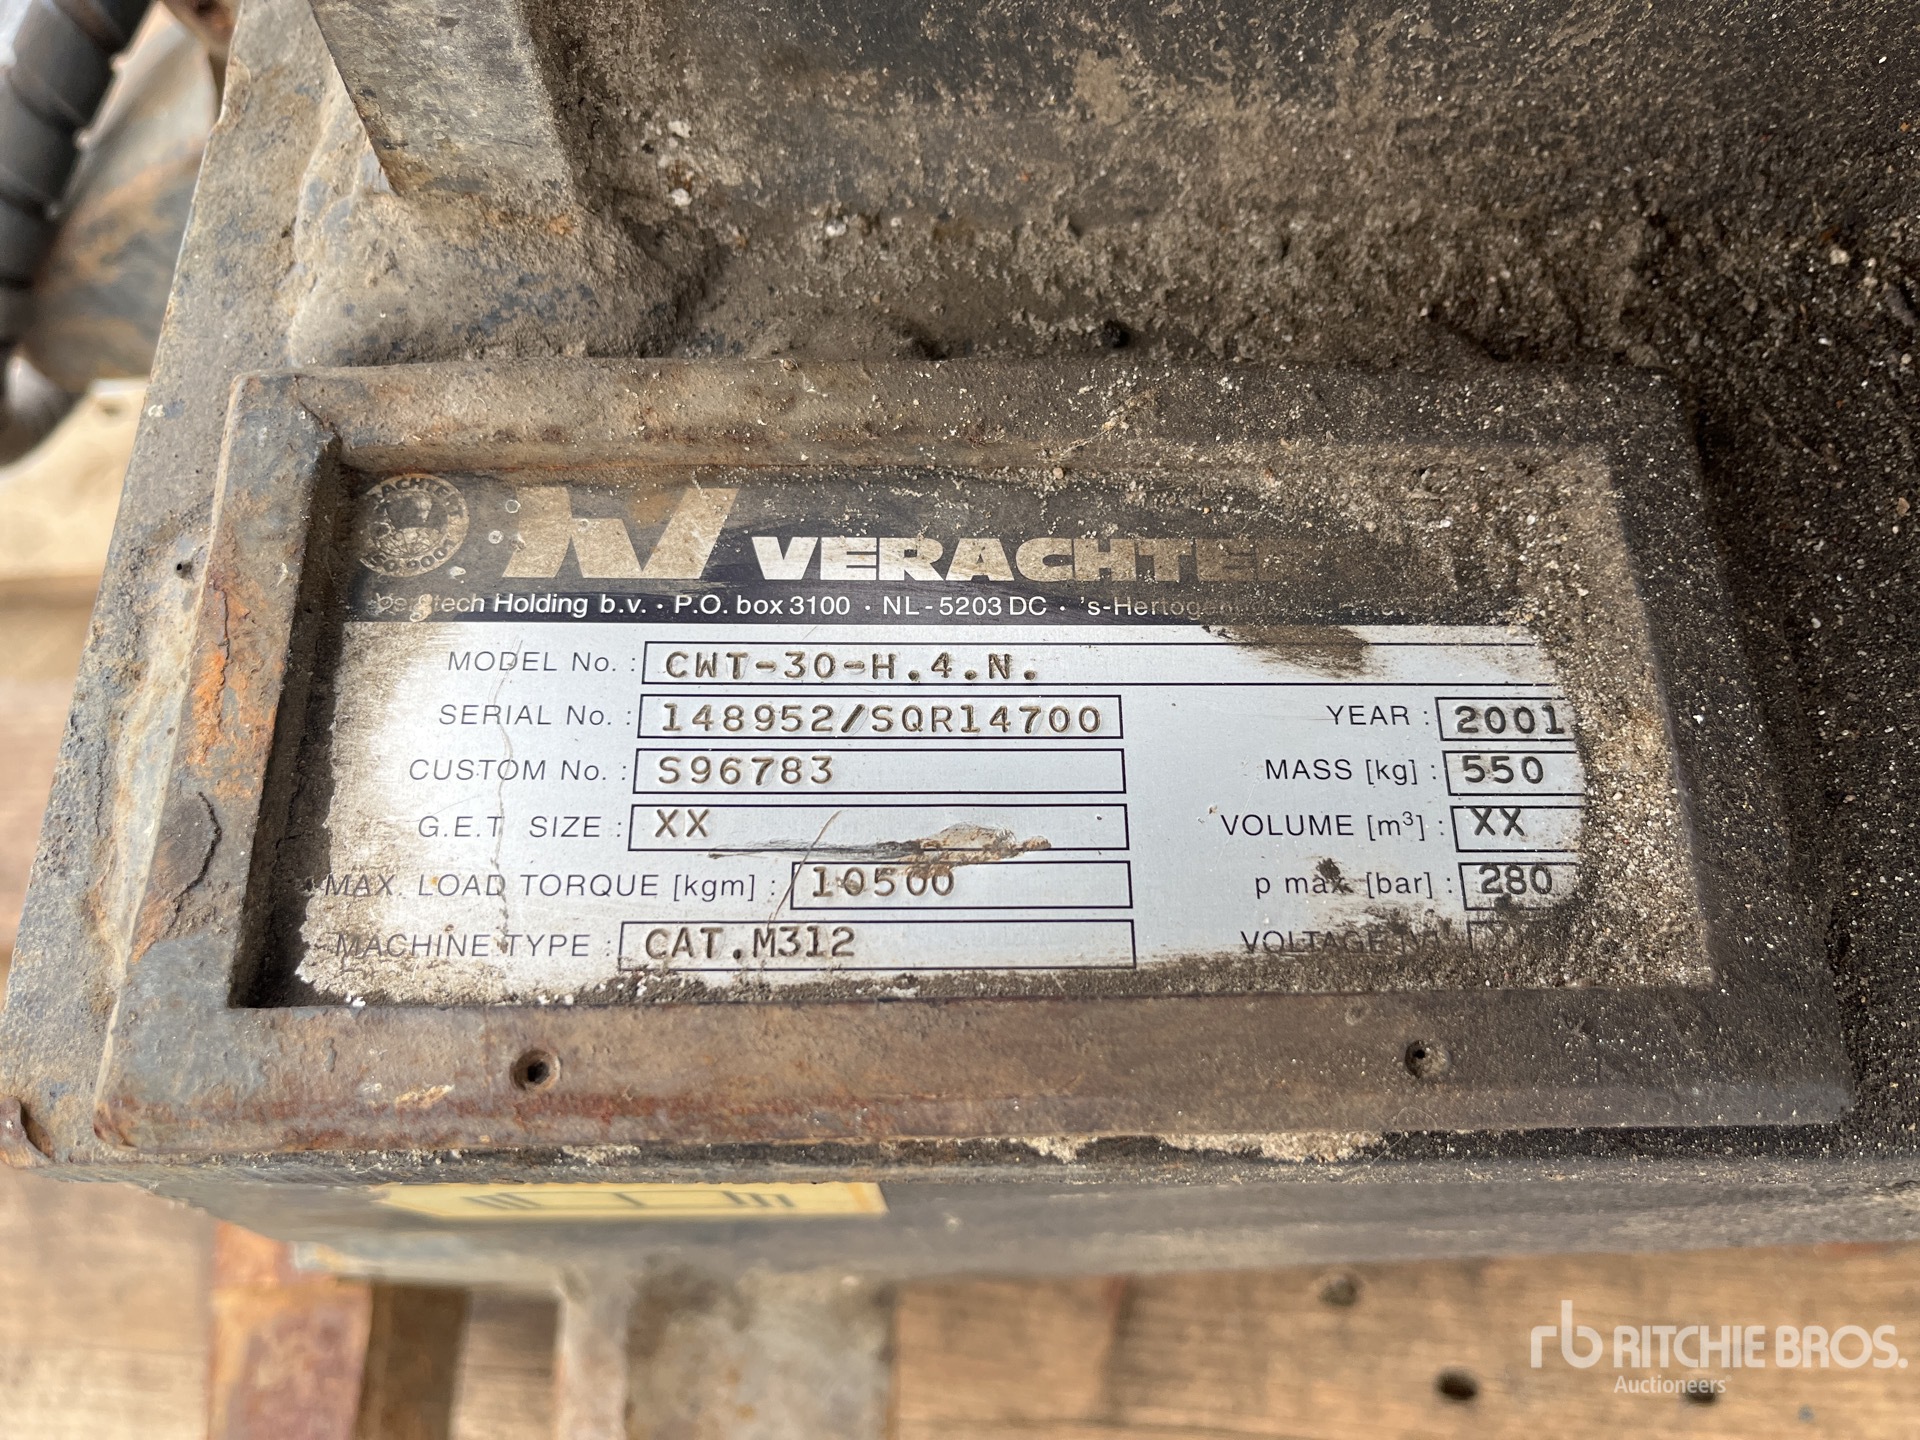 VERACHTE
Holding b.v. · P.O. box 3100 · NL-5203 DC ·
MODEL No. : CWT-30-H.4.N.
SERIAL No. : 148952/SQR14700 YEAR : 2001
CUSTOM No. : S96783 MASS [kg] : 550
G.E.T SIZE : XX VOLUME [m³] : XX
MAX. LOAD TORQUE [kgm] : 10500 p max. [bar] : 280
MACHINE TYPE : CAT.M312 VOLTAGE
rb RITCHIE BROS.
Auctioneers